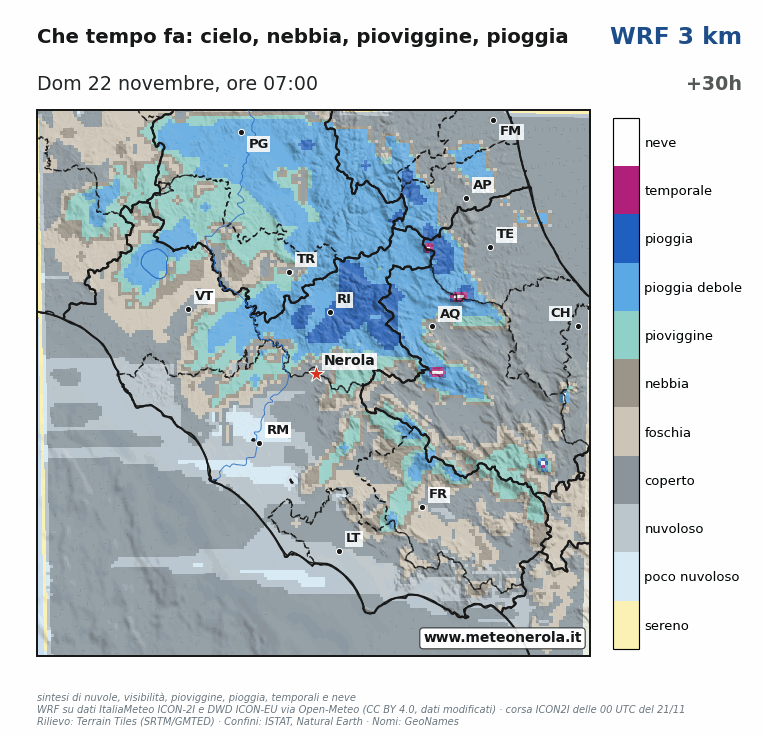 Che tempo fa: cielo, nebbia, pioviggine, pioggia
WRF 3 km
Dom 22 novembre, ore 07:00
+30h
FM
PG
AP
TE
TR
VT
RI
AQ
CH
Nerola
RM
FR
LT
www.meteonerola.it
neve
temporale
pioggia
pioggia debole
pioviggine
nebbia
foschia
coperto
nuvoloso
poco nuvoloso
sereno
sintesi di nuvole, visibilità, pioviggine, pioggia, temporali e neve
WRF su dati ItaliaMeteo ICON-2I e DWD ICON-EU via Open-Meteo (CC BY 4.0, dati modificati) · corsa ICON2I delle 00 UTC del 21/11
Rilievo: Terrain Tiles (SRTM/GMTED) · Confini: ISTAT, Natural Earth · Nomi: GeoNames